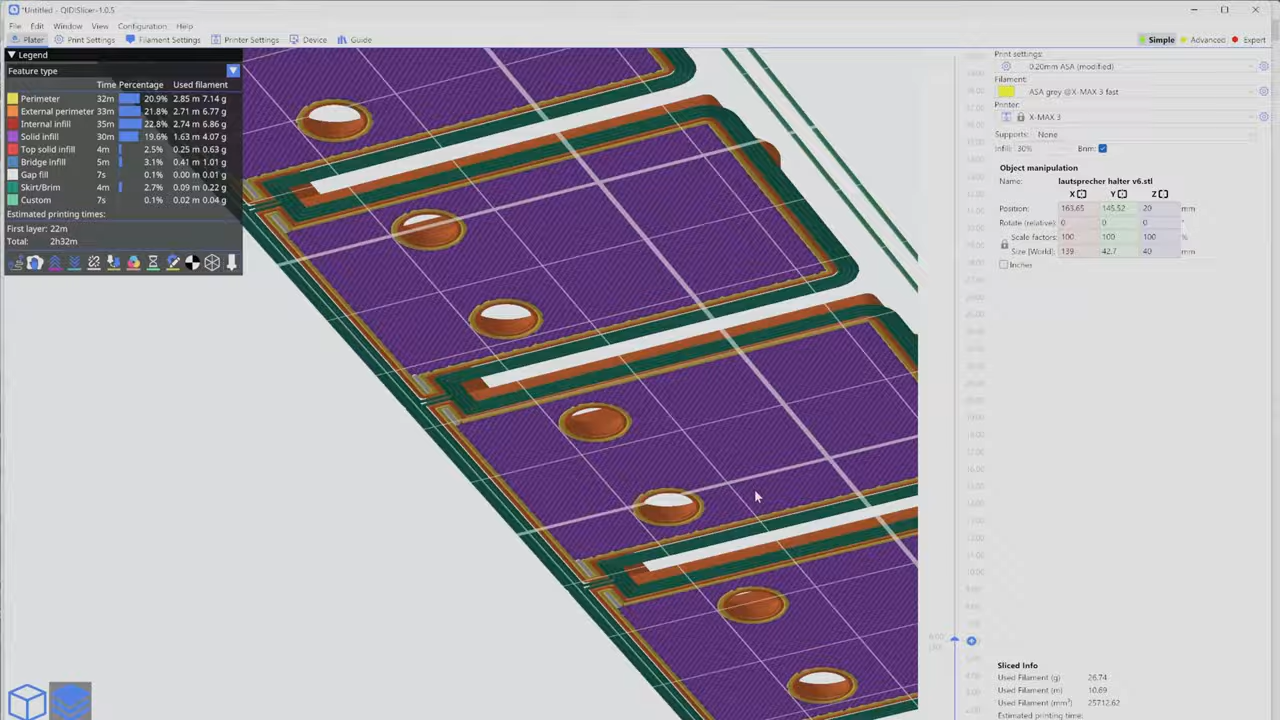 *Untitled - QIDISlicer-1.0.5
File Edit Window View Configuration Help
Plater Print Settings Filament Settings Printer Settings Device Guide Simple Advanced Expert
Legend
Feature type
Time Percentage Used filament
Perimeter 32m 20.9% 2.85 m 7.14 g
External perimeter 33m 21.8% 2.71 m 6.77 g
Internal infill 35m 22.8% 2.74 m 6.86 g
Solid infill 30m 19.6% 1.63 m 4.07 g
Top solid infill 4m 2.5% 0.25 m 0.63 g
Bridge infill 5m 3.1% 0.41 m 1.01 g
Gap fill 7s 0.1% 0.00 m 0.01 g
Skirt/Brim 4m 2.7% 0.09 m 0.22 g
Custom 7s 0.1% 0.02 m 0.04 g
Estimated printing times:
First layer: 22m
Total: 2h32m
Print settings:
0.20mm ASA (modified)
Filament:
ASA grey @X-MAX 3 fast
Printer:
X-MAX 3
Supports: None
Infill: 30% Brim:
Object manipulation
Name: lautsprecher halter v6.stl
X Y Z
Position: 163.65 145.52 20 mm
Rotate (relative): 0 0 0 °
Scale factors: 100 100 100 %
Size [World]: 139 42.7 40 mm
Inches
Sliced Info
Used Filament (g) 26.74
Used Filament (m) 10.69
Used Filament (mm³) 25712.62
Estimated printing time: